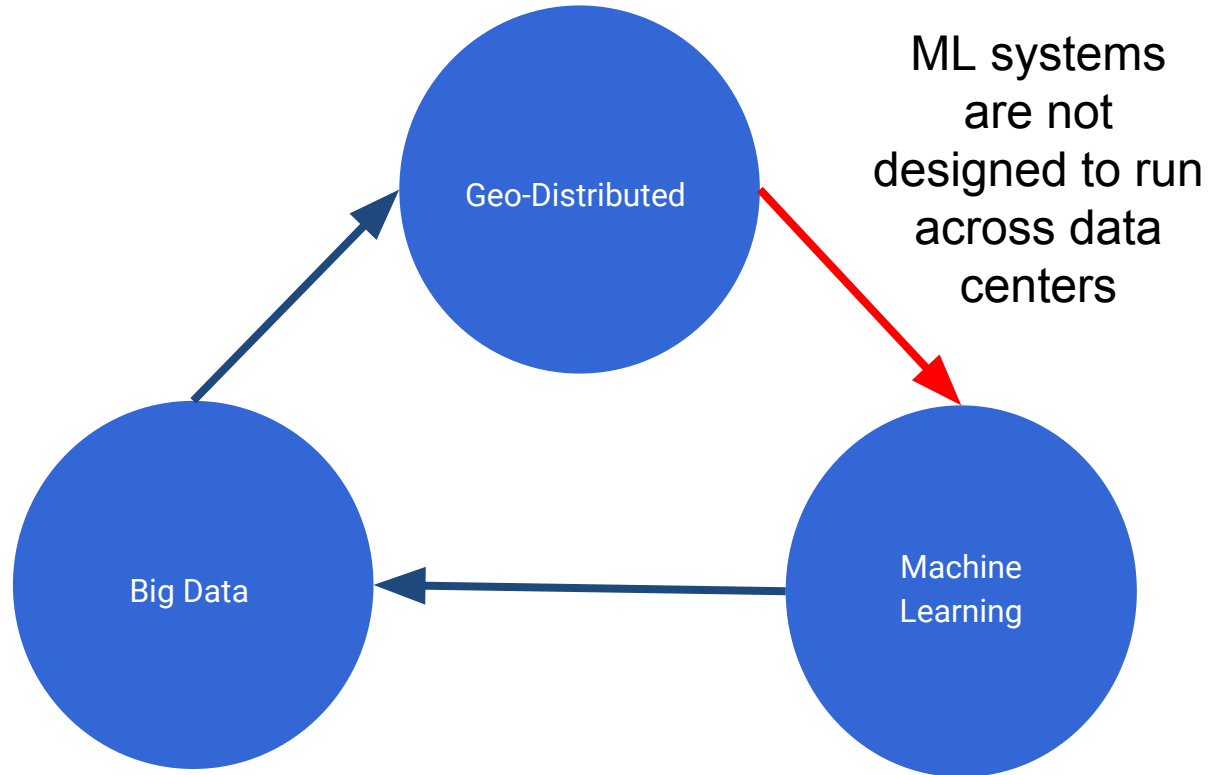 ML systems
are not
designed to run
across data
centers
Geo-Distributed
Big Data
Machine
Learning